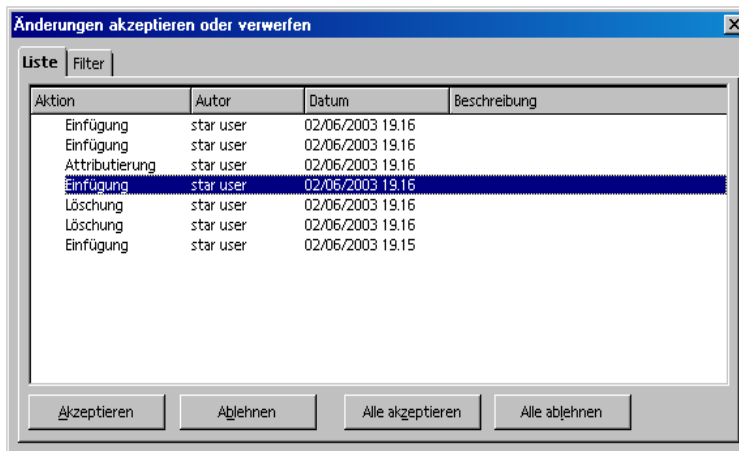 Änderungen akzeptieren oder verwerfen
Liste Filter
Aktion Autor Datum Beschreibung
Einfügung star user 02/06/2003 19.16
Einfügung star user 02/06/2003 19.16
Attributierung star user 02/06/2003 19.16
Einfügung star user 02/06/2003 19.16
Löschung star user 02/06/2003 19.16
Löschung star user 02/06/2003 19.16
Einfügung star user 02/06/2003 19.15
Akzeptieren Ablehnen Alle akzeptieren Alle ablehnen